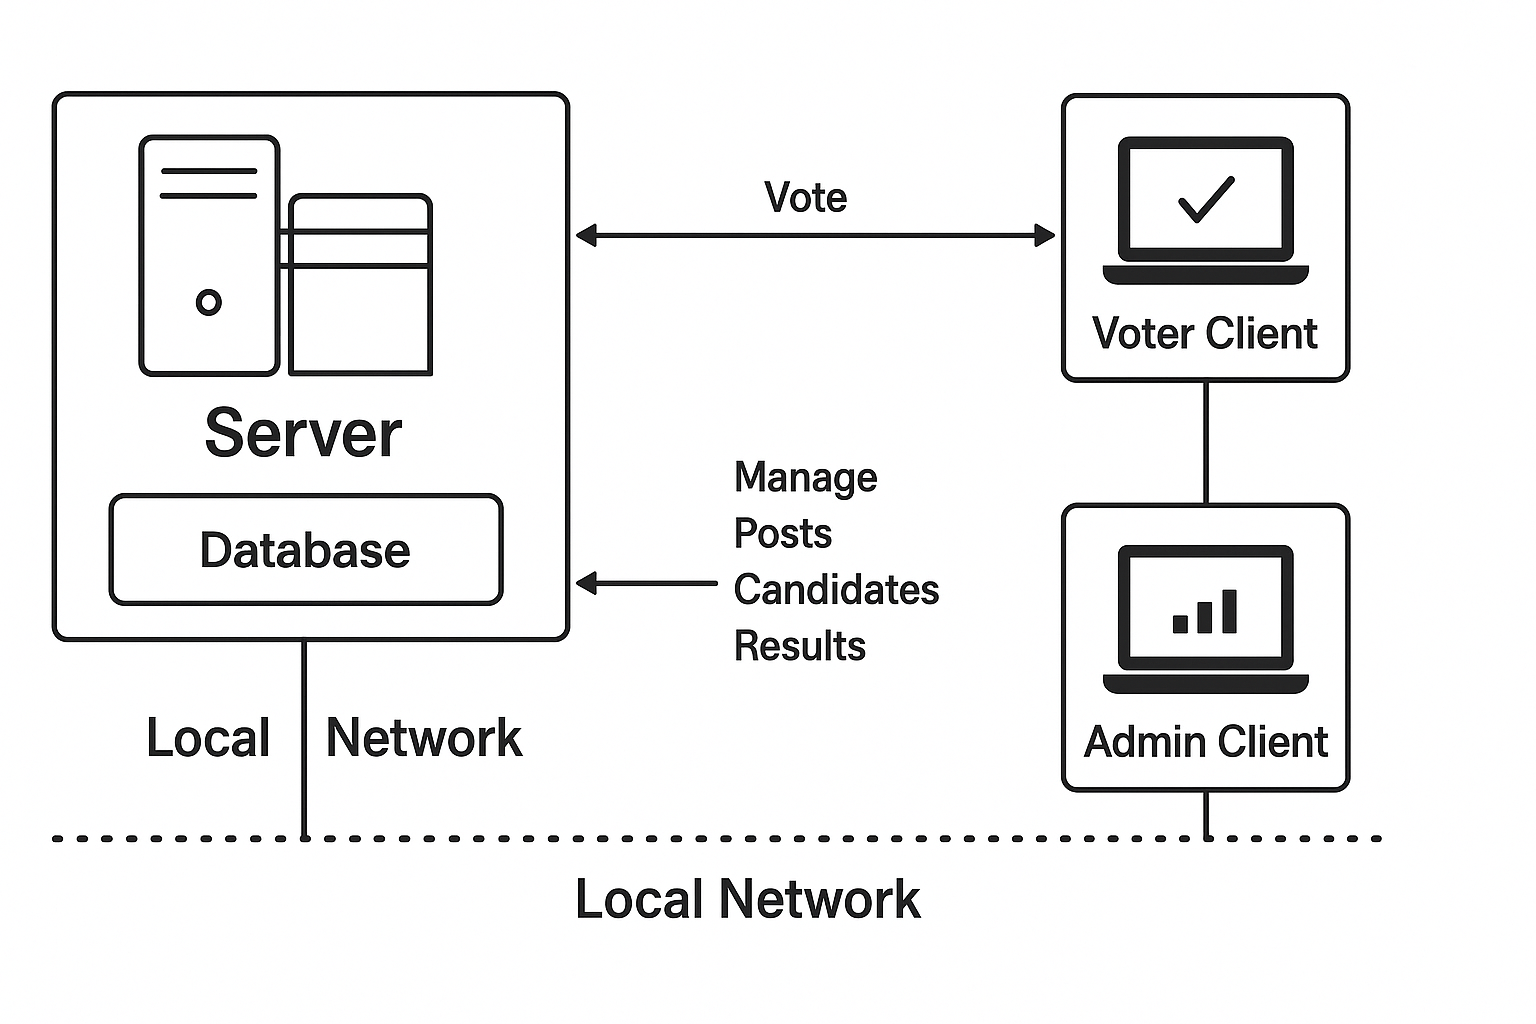 Vote
Voter Client
Server
Database
Manage
Posts
Candidates
Results
Local Network
Admin Client
Local Network